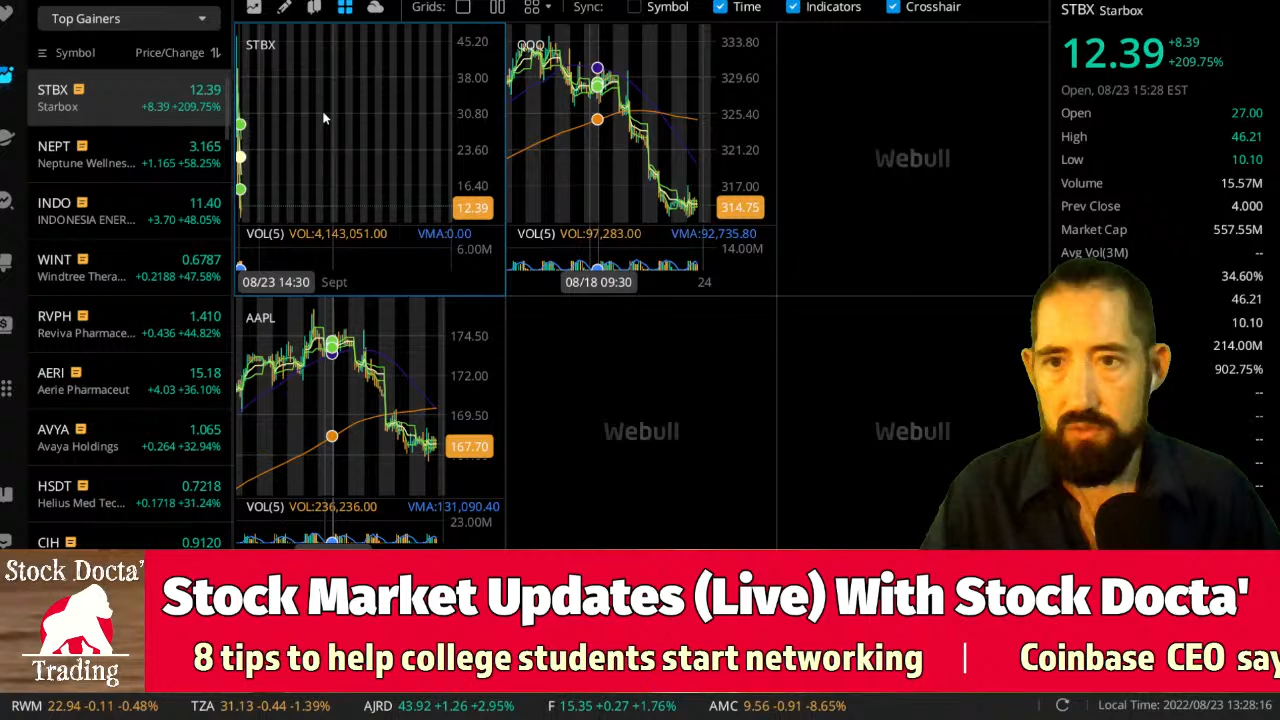 Top Gainers
Grids:
Sync:
Symbol
Time
Indicators
Crosshair
Symbol
Price/Change
STBX
12.39
Starbox
+8.39 +209.75%
NEPT
3.165
Neptune Wellnes...
+1.165 +58.25%
INDO
11.40
INDONESIA ENER...
+3.70 +48.05%
WINT
0.6787
Windtree Thera...
+0.2188 +47.58%
RVPH
1.410
Reviva Pharmace...
+0.436 +44.82%
AERI
15.18
Aerie Pharmaceut
+4.03 +36.10%
AVYA
1.065
Avaya Holdings
+0.264 +32.94%
HSDT
0.7218
Helius Med Tec...
+0.1718 +31.24%
CIH
0.9120
STBX
45.20
38.00
30.80
23.60
16.40
12.39
VOL(5) VOL:4,143,051.00 VMA:0.00
6.00M
08/23 14:30
Sept
QQQ
333.80
329.60
325.40
321.20
317.00
314.75
VOL(5) VOL:97,283.00 VMA:92,735.80
14.00M
08/18 09:30
24
AAPL
174.50
172.00
169.50
167.70
VOL(5) VOL:236,236.00 VMA:131,090.40
23.00M
Webull
Webull
Webull
STBX Starbox
12.39
+8.39
+209.75%
Open, 08/23 15:28 EST
Open 27.00
High 46.21
Low 10.10
Volume 15.57M
Prev Close 4.000
Market Cap 557.55M
Avg Vol(3M)
34.60%
46.21
10.10
214.00M
902.75%
--
--
--
--
--
Stock Docta'
Trading
Stock Market Updates (Live) With Stock Docta'
8 tips to help college students start networking | Coinbase CEO say
RWM 22.94 -0.11 -0.48%
TZA 31.13 -0.44 -1.39%
AJRD 43.92 +1.26 +2.95%
F 15.35 +0.27 +1.76%
AMC 9.56 -0.91 -8.65%
Local Time: 2022/08/23 13:28:16